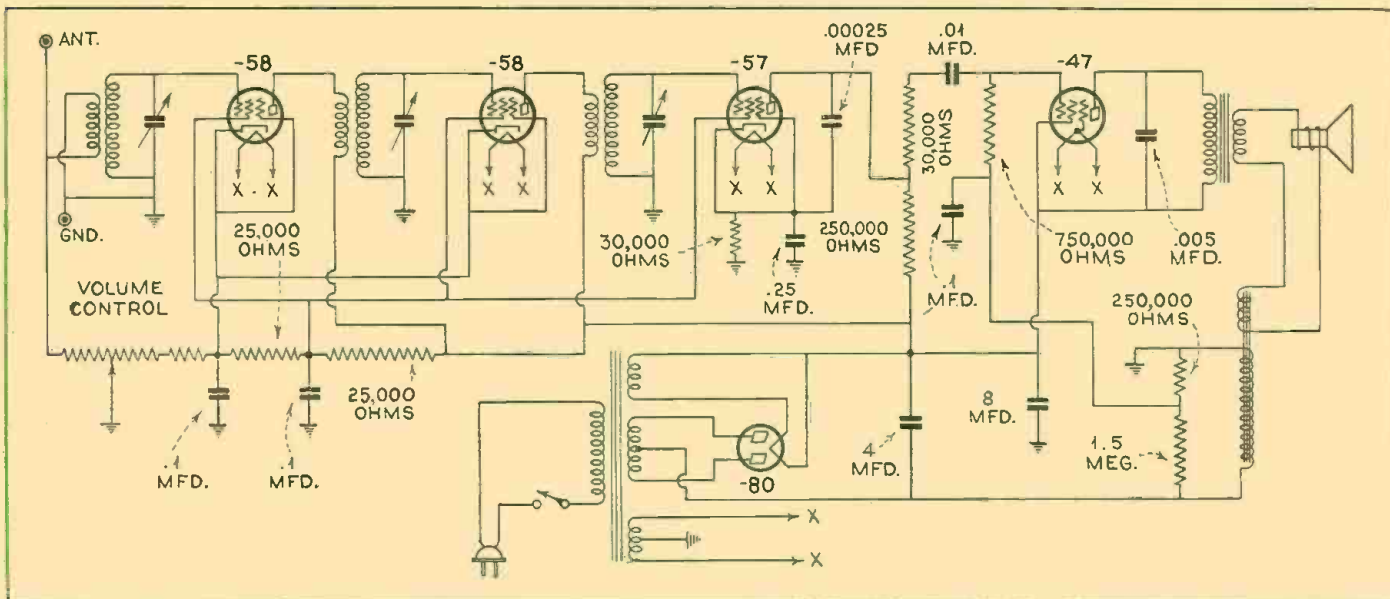 ANT.
-58
-58
-57
.00025
MFD
.01
MFD.
-47
30,000
OHMS
X . X
X X
X X
X X
GND.
25,000
OHMS
30,000
OHMS
250,000
OHMS
.25
MFD.
.1
MFD.
750,000
OHMS
.005
MFD.
VOLUME
CONTROL
250,000
OHMS
25,000
OHMS
.1
MFD.
.1
MFD.
-80
4
MFD.
8
MFD.
1.5
MEG.
X
X